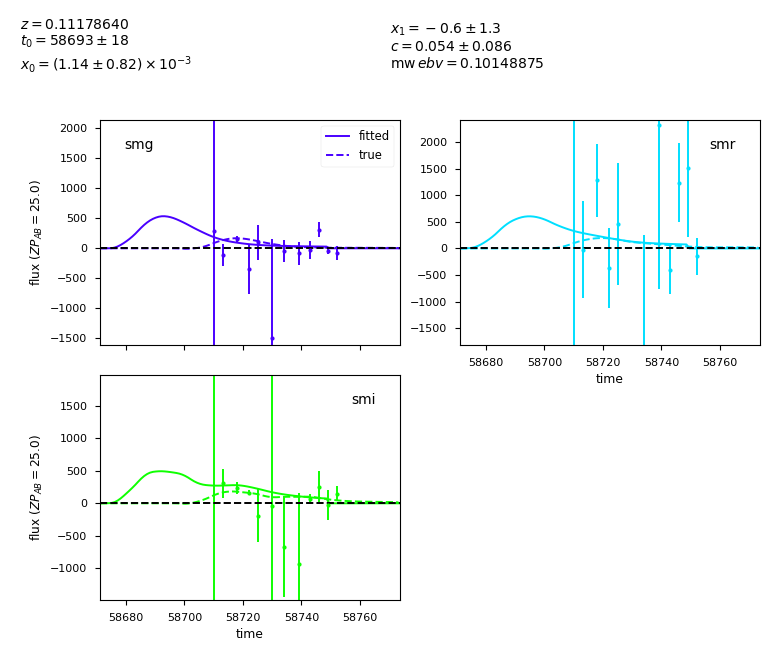 z = 0.11178640
t₀ = 58693 ± 18
x₀ = (1.14 ± 0.82) × 10⁻³
x₁ = −0.6 ± 1.3
c = 0.054 ± 0.086
mw ebv = 0.10148875
smg
fitted
true
2000
1500
1000
500
0
−500
−1000
−1500
flux (ZP_AB = 25.0)
smr
2000
1500
1000
500
0
−500
−1000
−1500
58680 58700 58720 58740 58760
time
smi
1500
1000
500
0
−500
−1000
flux (ZP_AB = 25.0)
58680 58700 58720 58740 58760
time